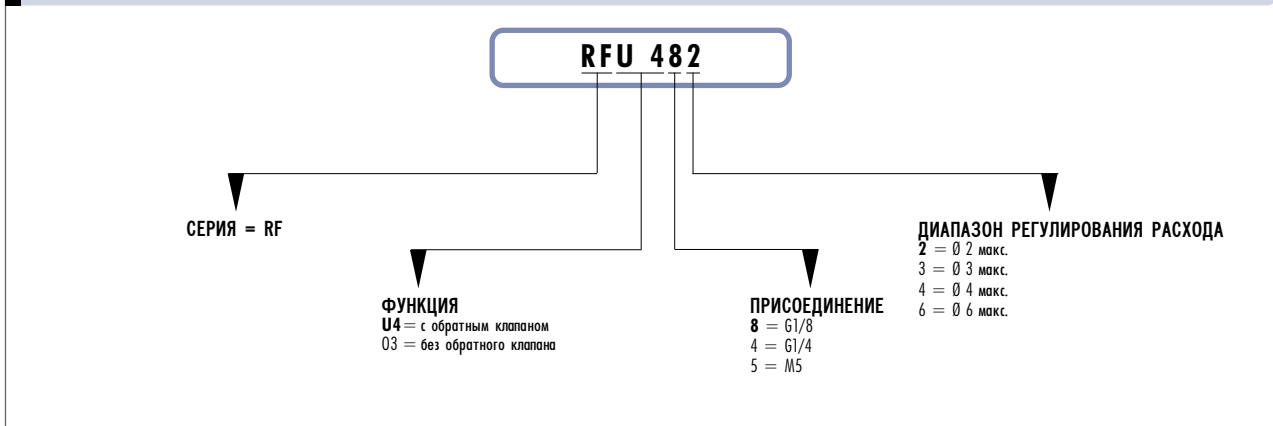 RFU 482
СЕРИЯ = RF
ФУНКЦИЯ
U4 = с обратным клапаном
03 = без обратного клапана
ПРИСОЕДИНЕНИЕ
8 = G1/8
4 = G1/4
5 = M5
ДИАПАЗОН РЕГУЛИРОВАНИЯ РАСХОДА
2 = Ø 2 макс.
3 = Ø 3 макс.
4 = Ø 4 макс.
6 = Ø 6 макс.